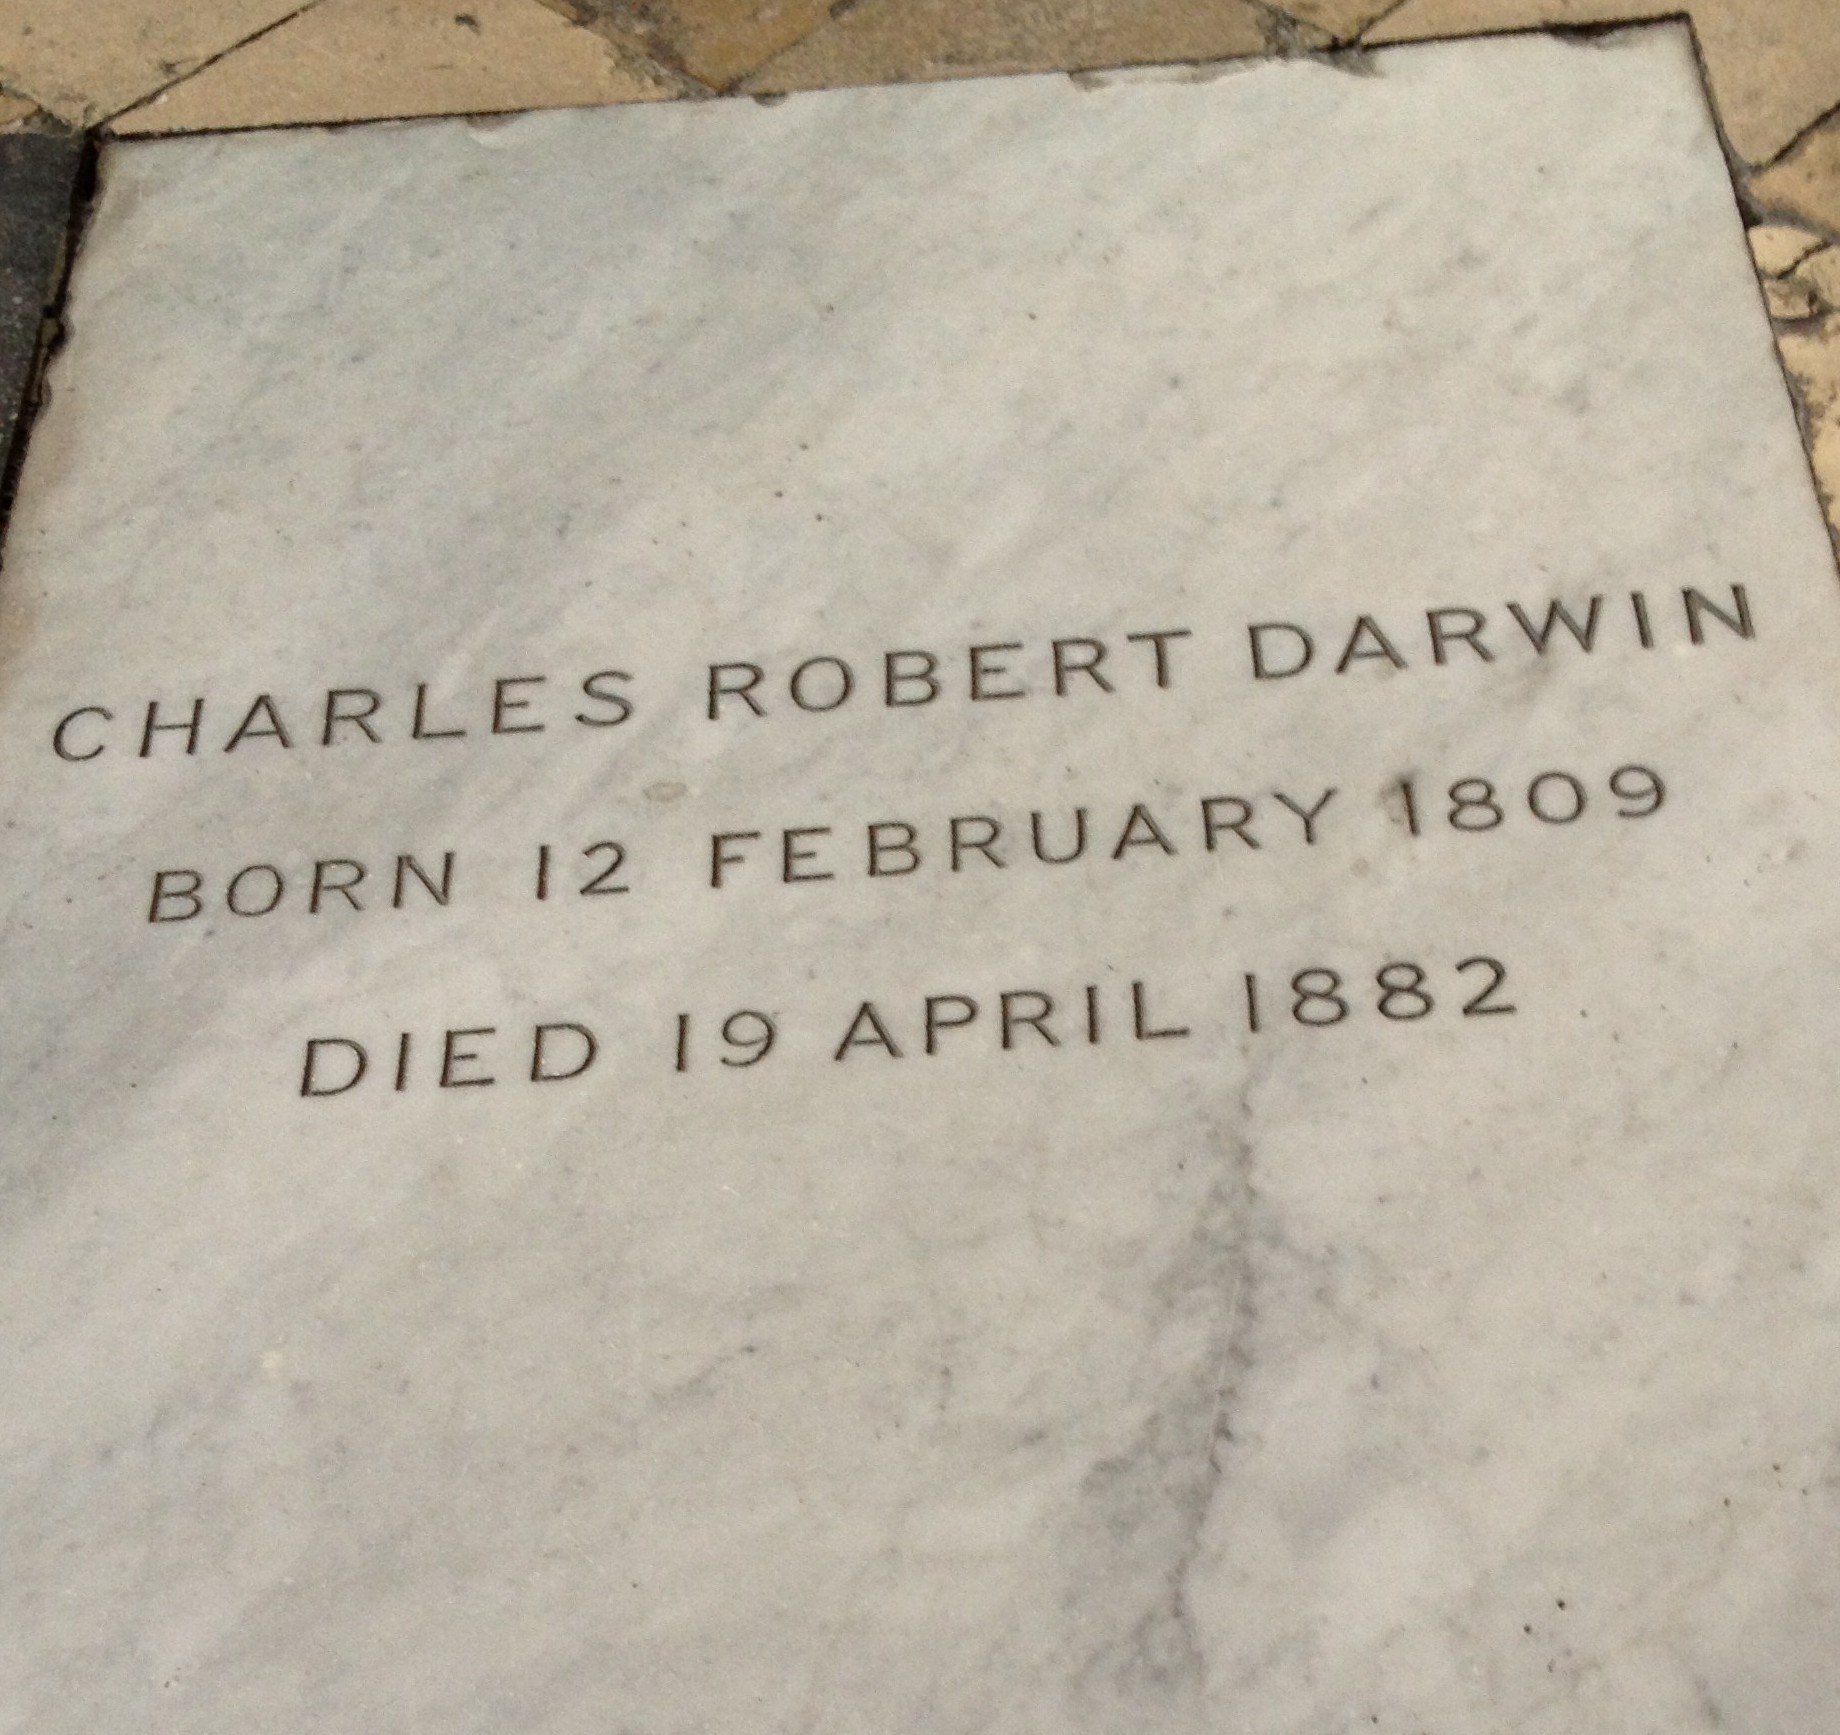 CHARLES ROBERT DARWIN
BORN 12 FEBRUARY 1809
DIED 19 APRIL 1882